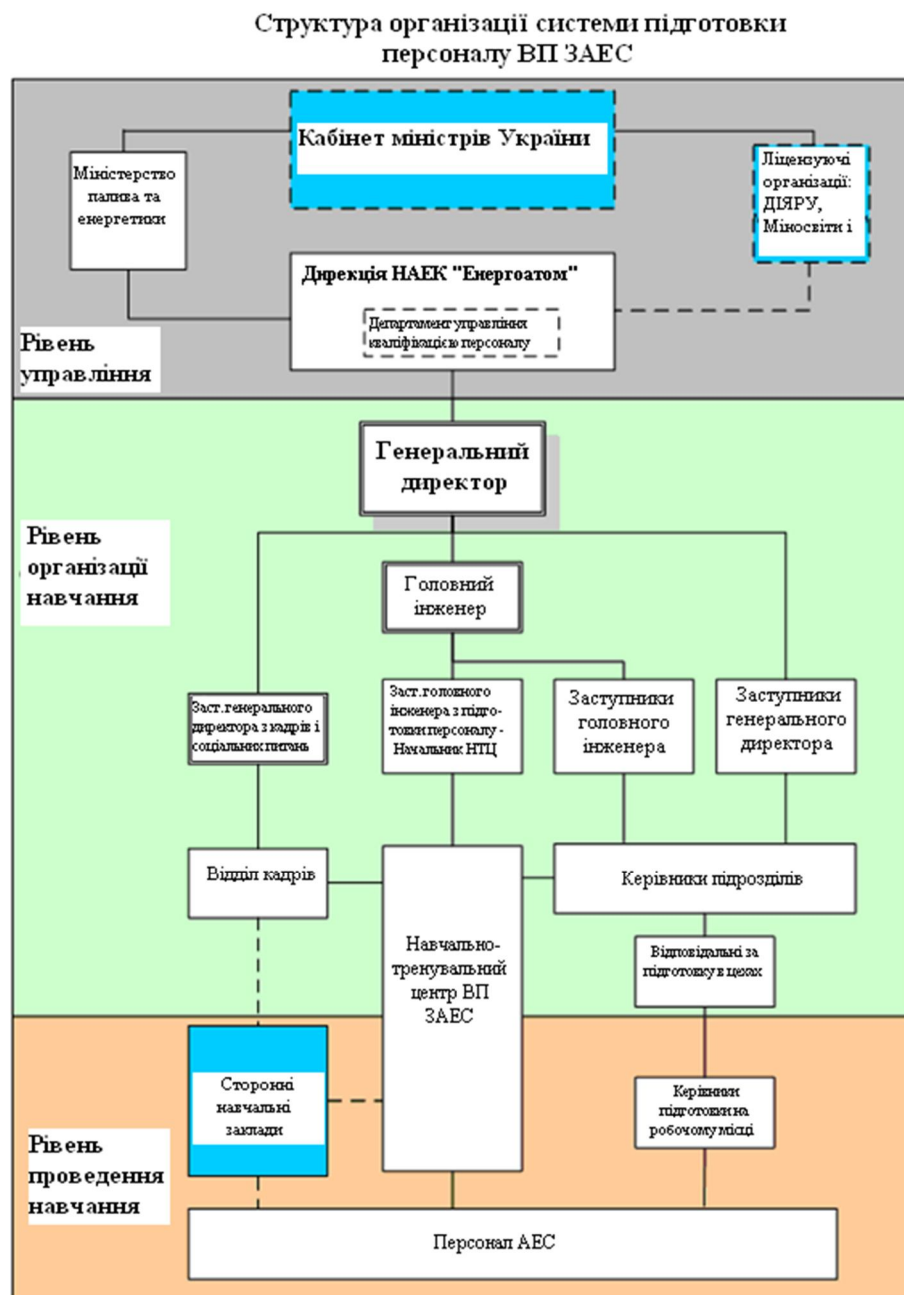 Структура організації системи підготовки
персоналу ВП ЗАЕС
Кабінет міністрів України
Міністерство
палива та
енергетики
Ліцензуючі
організації:
ДІЯРУ,
Міносвіти і
Дирекція НАЕК "Енергоатом"
Департамент управління
кваліфікацією персоналу
Рівень
управління
Генеральний
директор
Рівень
організації
навчання
Головний
інженер
Заст. генерального
директора з кадрів і
соціальних питань
Заст. головного
інженера з підго-
товки персоналу -
Начальник НТЦ
Заступники
головного
інженера
Заступники
генерального
директора
Відділ кадрів
Керівники підрозділів
Навчально-
тренувальний
центр ВП
ЗАЕС
Відповідальні за
підготовку в цехах
Сторонні
навчальні
заклади
Керівники
підготовки на
робочому місці
Рівень
проведення
навчання
Персонал АЕС